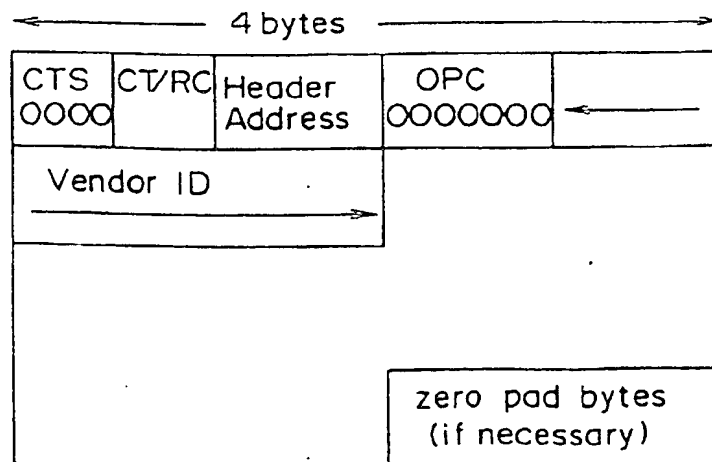 4 bytes
CTS
0000
CT/RC
Header
Address
OPC
0000000
Vendor ID
zero pad bytes
(if necessary)